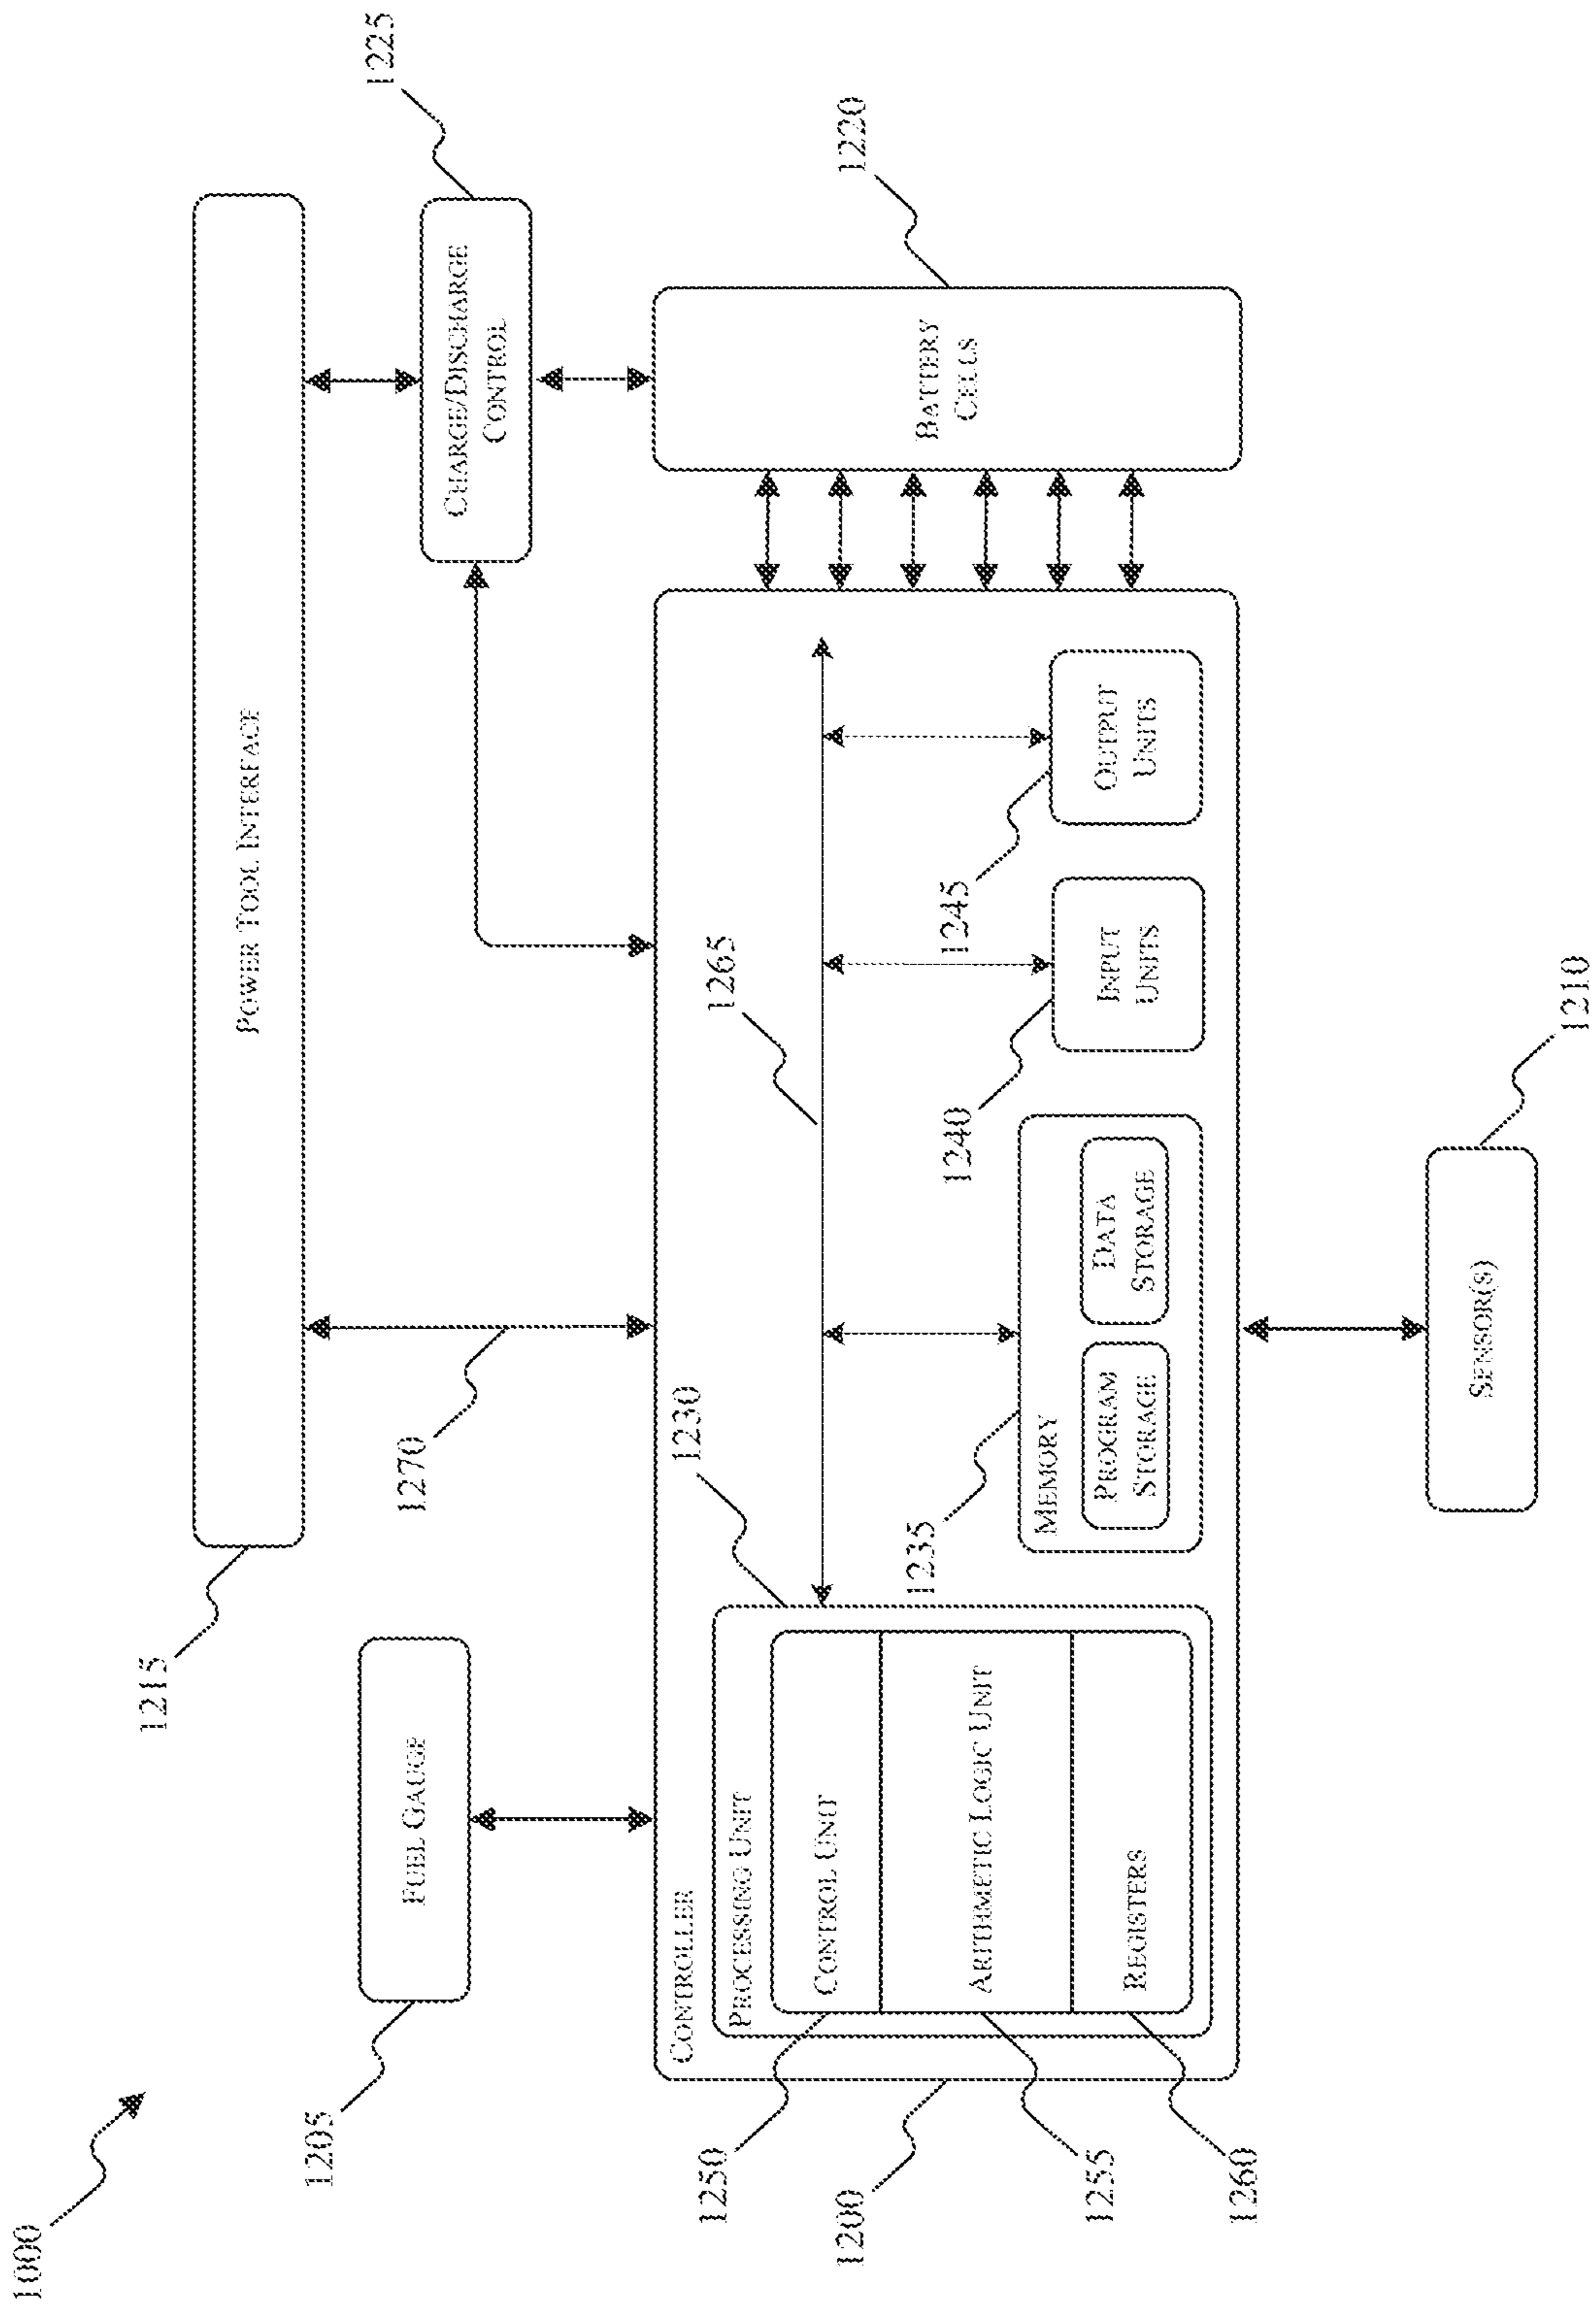 1000
1215
POWER TOOL INTERFACE
1205
FUEL GAUGE
1270
CHARGE/DISCHARGE
CONTROL
1225
CONTROLLER
1230
1265
PROCESSING UNIT
1250
CONTROL UNIT
1200
1255
ARITHMETIC LOGIC UNIT
1260
REGISTERS
1235
MEMORY
PROGRAM
STORAGE
DATA
STORAGE
1240
INPUT
UNITS
1245
OUTPUT
UNITS
BATTERY
CELLS
1220
SENSOR(S)
1210